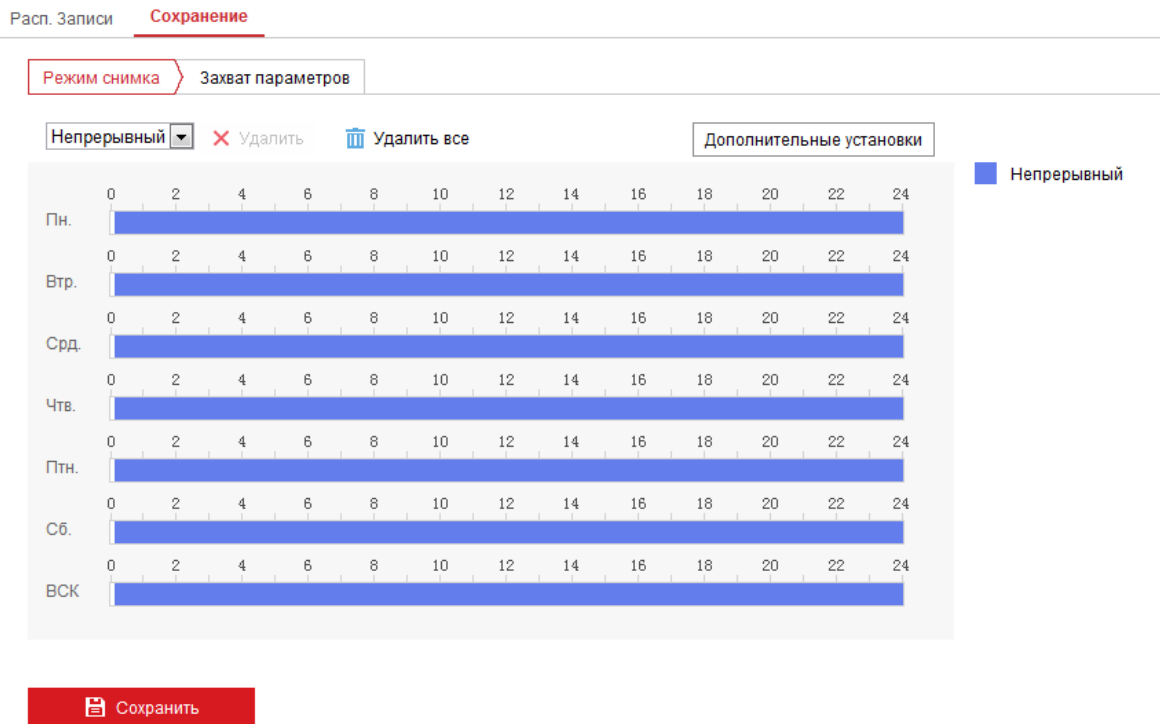 Расп. Записи Сохранение
Режим снимка Захват параметров
Непрерывный Удалить Удалить все Дополнительные установки
Непрерывный
0 2 4 6 8 10 12 14 16 18 20 22 24
Пн.
0 2 4 6 8 10 12 14 16 18 20 22 24
Втр.
0 2 4 6 8 10 12 14 16 18 20 22 24
Срд.
0 2 4 6 8 10 12 14 16 18 20 22 24
Чтв.
0 2 4 6 8 10 12 14 16 18 20 22 24
Птн.
0 2 4 6 8 10 12 14 16 18 20 22 24
Сб.
0 2 4 6 8 10 12 14 16 18 20 22 24
ВСК
Сохранить